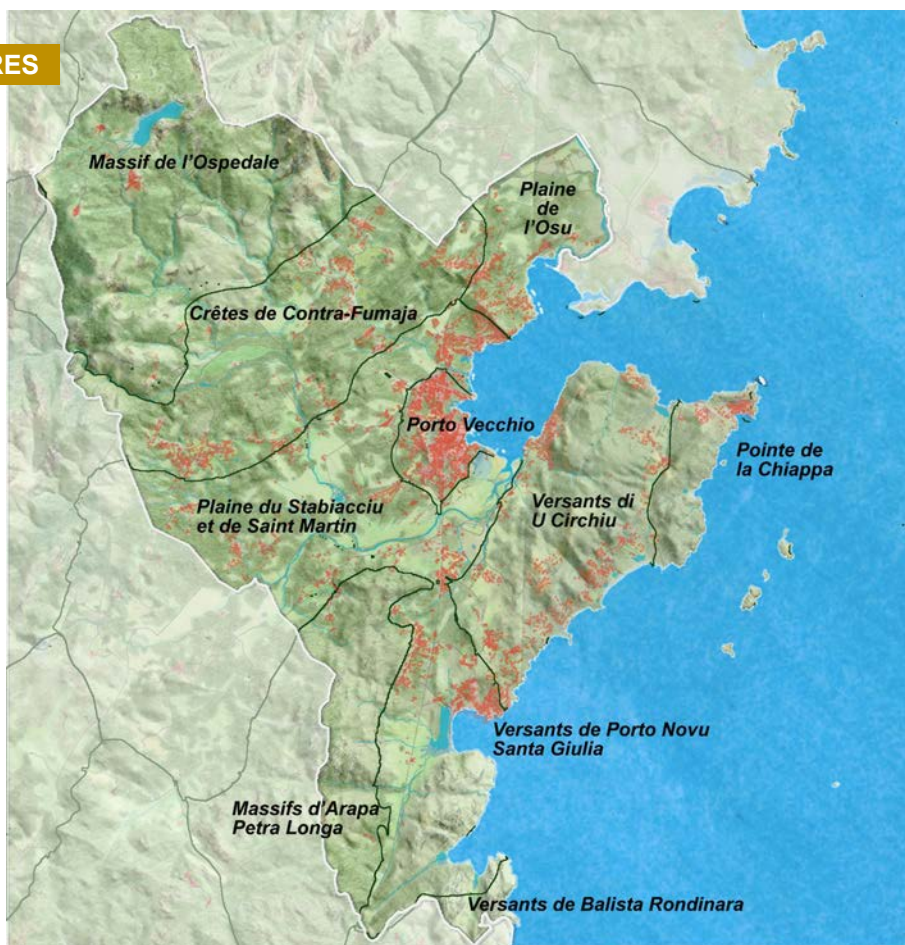 RES
Massif de l'Ospedale
Plaine
de
l'Osu
Crêtes de Contra-Fumaja
Porto Vecchio
Pointe de
la Chiappa
Plaine du Stabiacciu
et de Saint Martin
Versants di
U Circhiu
Versants de Porto Novu
Santa Giulia
Massifs d'Arapa
Petra Longa
Versants de Balista Rondinara